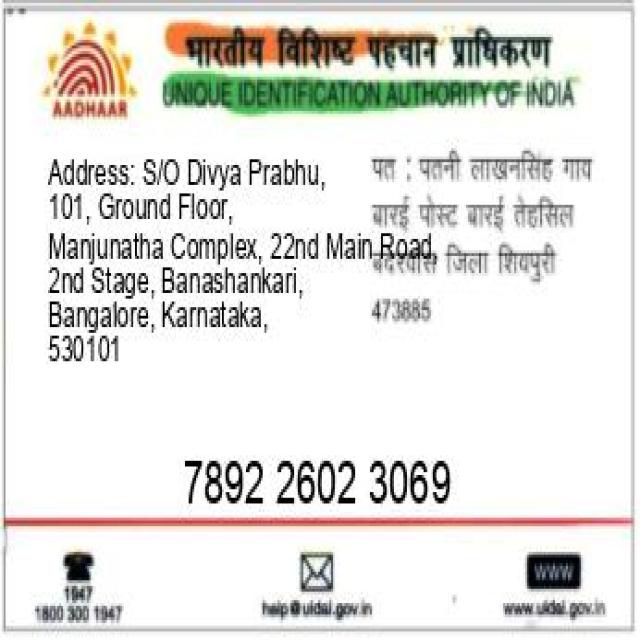 भारतीय विशिष्ट पहचान प्राधिकरण
UNIQUE IDENTIFICATION AUTHORITY OF INDIA
AADHAAR
Address: S/O Divya Prabhu,
101, Ground Floor,
Manjunatha Complex, 22nd Main Road,
2nd Stage, Banashankari,
Bangalore, Karnataka,
530101
पत : पतनी लाखनसिंह गाय
बारई पोस्ट बारई तेहसिल
जिला शिवपुरी
473885
7892 2602 3069
1947
1800 300 1947
help@uidai.gov.in
www
www.uidai.gov.in